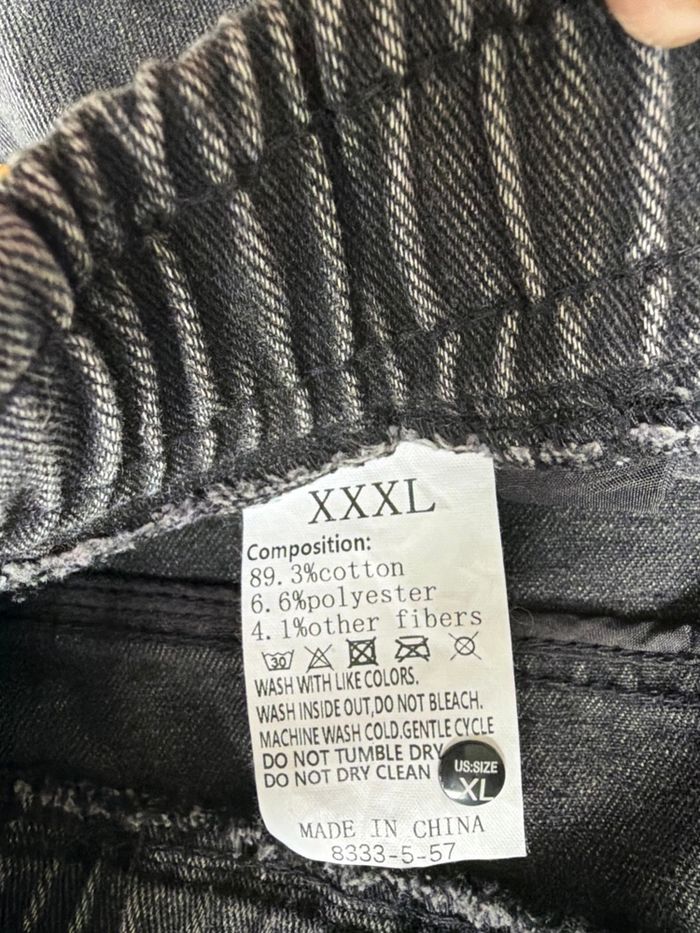 XXXL
Composition:
89.3%cotton
6.6%polyester
4.1%other fibers
30
WASH WITH LIKE COLORS.
WASH INSIDE OUT,DO NOT BLEACH.
MACHINE WASH COLD.GENTLE CYCLE
DO NOT TUMBLE DRY
DO NOT DRY CLEAN
US:SIZE
XL
MADE IN CHINA
8333-5-57